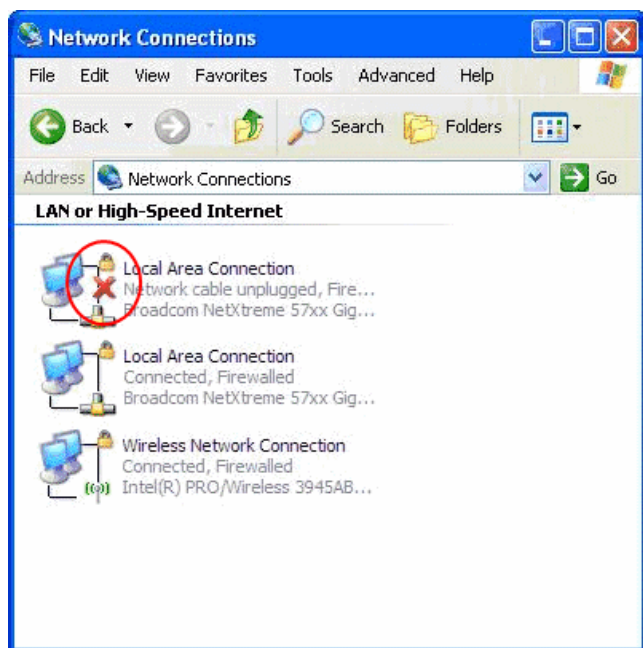 Network Connections
File Edit View Favorites Tools Advanced Help
Back Search Folders
Address Network Connections Go
LAN or High-Speed Internet
Local Area Connection
Network cable unplugged, Fire...
Broadcom NetXtreme 57xx Gig...
Local Area Connection
Connected, Firewalled
Broadcom NetXtreme 57xx Gig...
Wireless Network Connection
Connected, Firewalled
Intel(R) PRO/Wireless 3945AB...